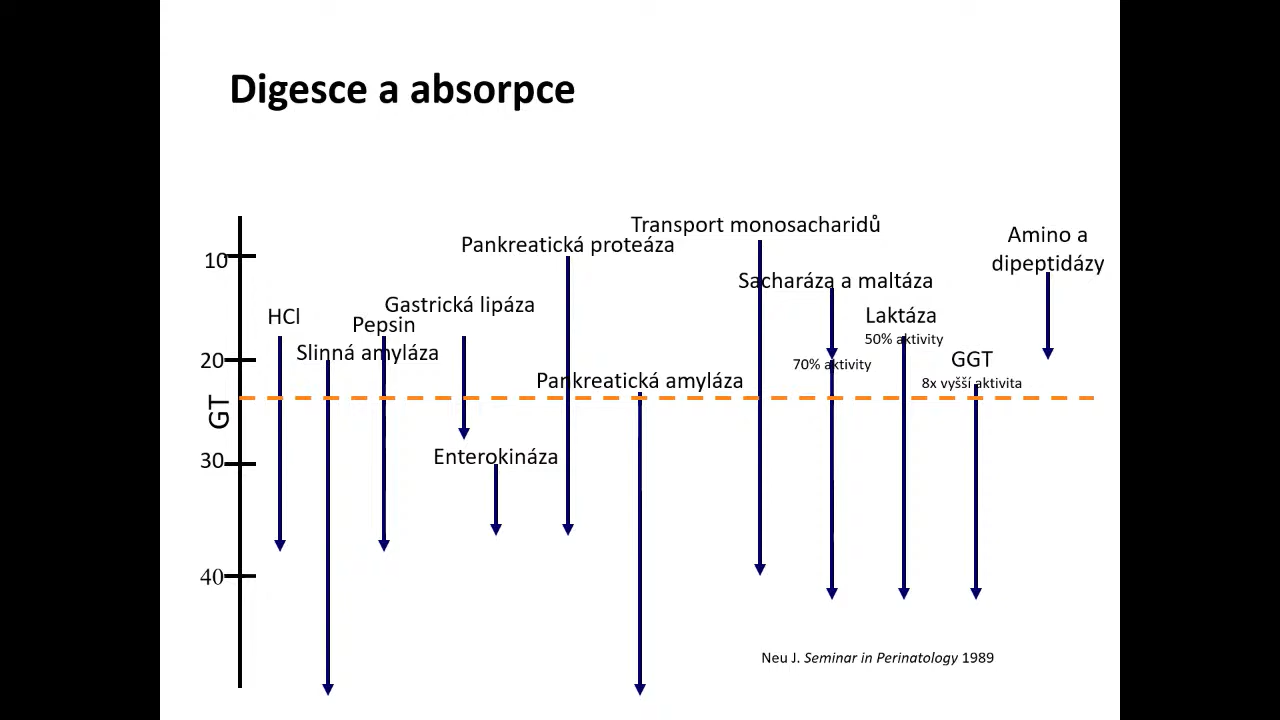 Digesce a absorpce
Transport monosacharidů
Pankreatická proteáza
Amino a
dipeptidázy
10
Sacharáza a maltáza
Gastrická lipáza
HCl
Pepsin
Laktáza
50% aktivity
Slinná amyláza
20
70% aktivity
GGT
8x vyšší aktivita
Pankreatická amyláza
GT
Enterokináza
30
40
Neu J. Seminar in Perinatology 1989